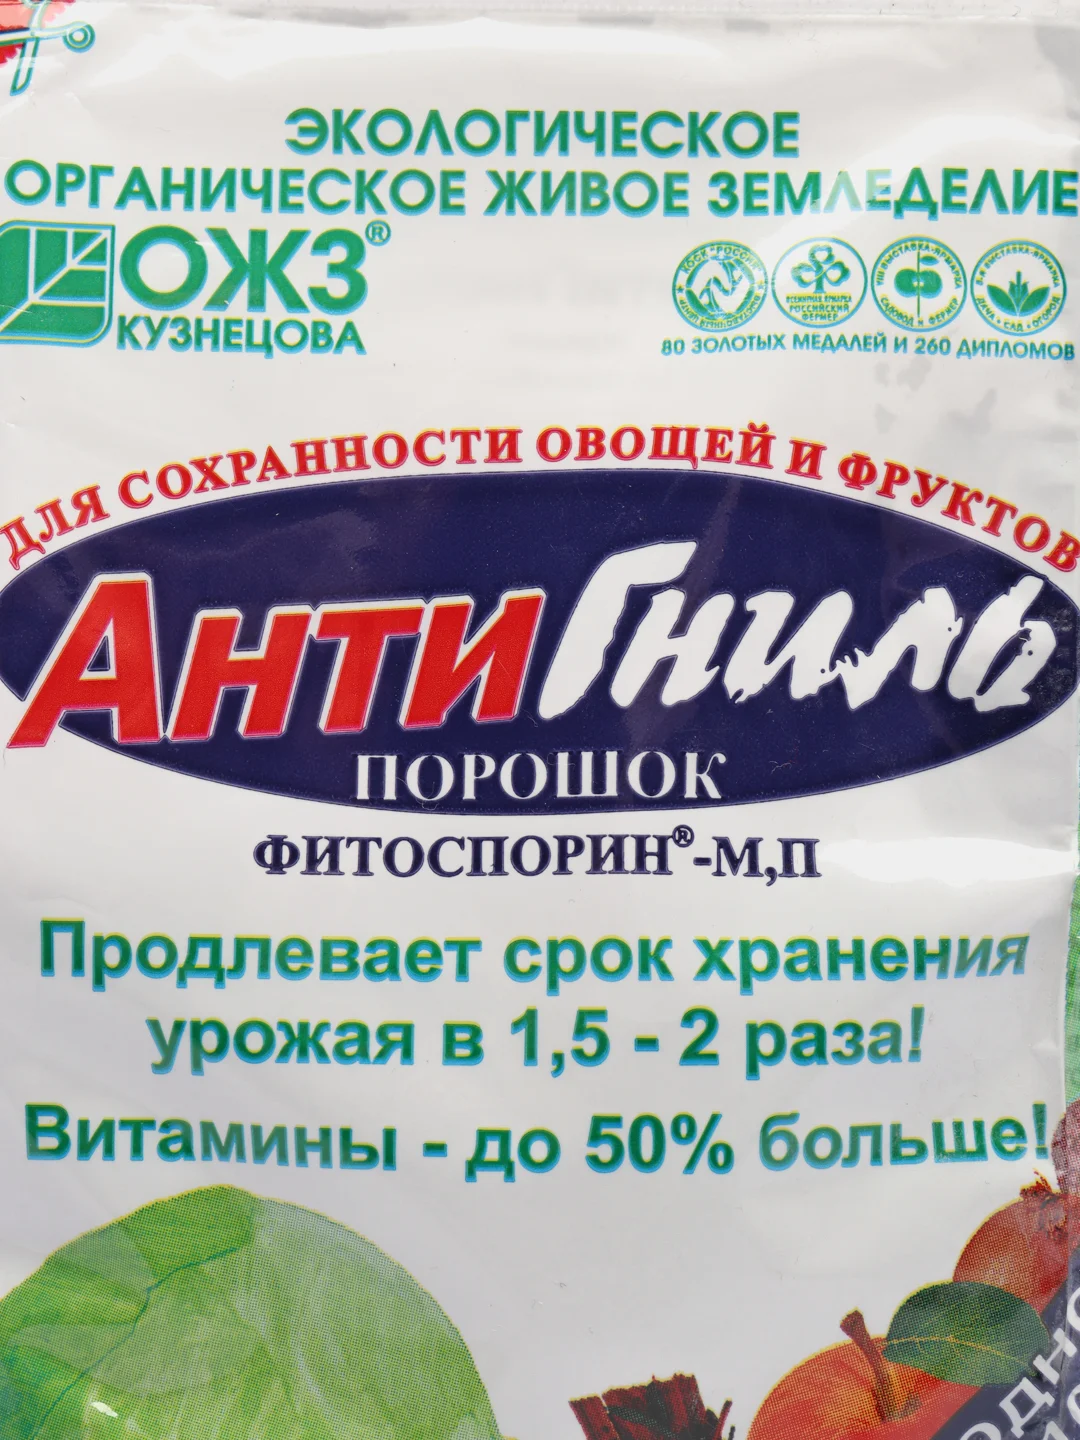 ЭКОЛОГИЧЕСКОЕ
ОРГАНИЧЕСКОЕ ЖИВОЕ ЗЕМЛЕДЕЛИЕ
ОЖЗ®
КУЗНЕЦОВА
80 ЗОЛОТЫХ МЕДАЛЕЙ И 260 ДИПЛОМОВ
ДЛЯ СОХРАННОСТИ ОВОЩЕЙ И ФРУКТОВ
АнтиГниль
ПОРОШОК
ФИТОСПОРИН®-М,П
Продлевает срок хранения
урожая в 1,5 - 2 раза!
Витамины - до 50% больше!